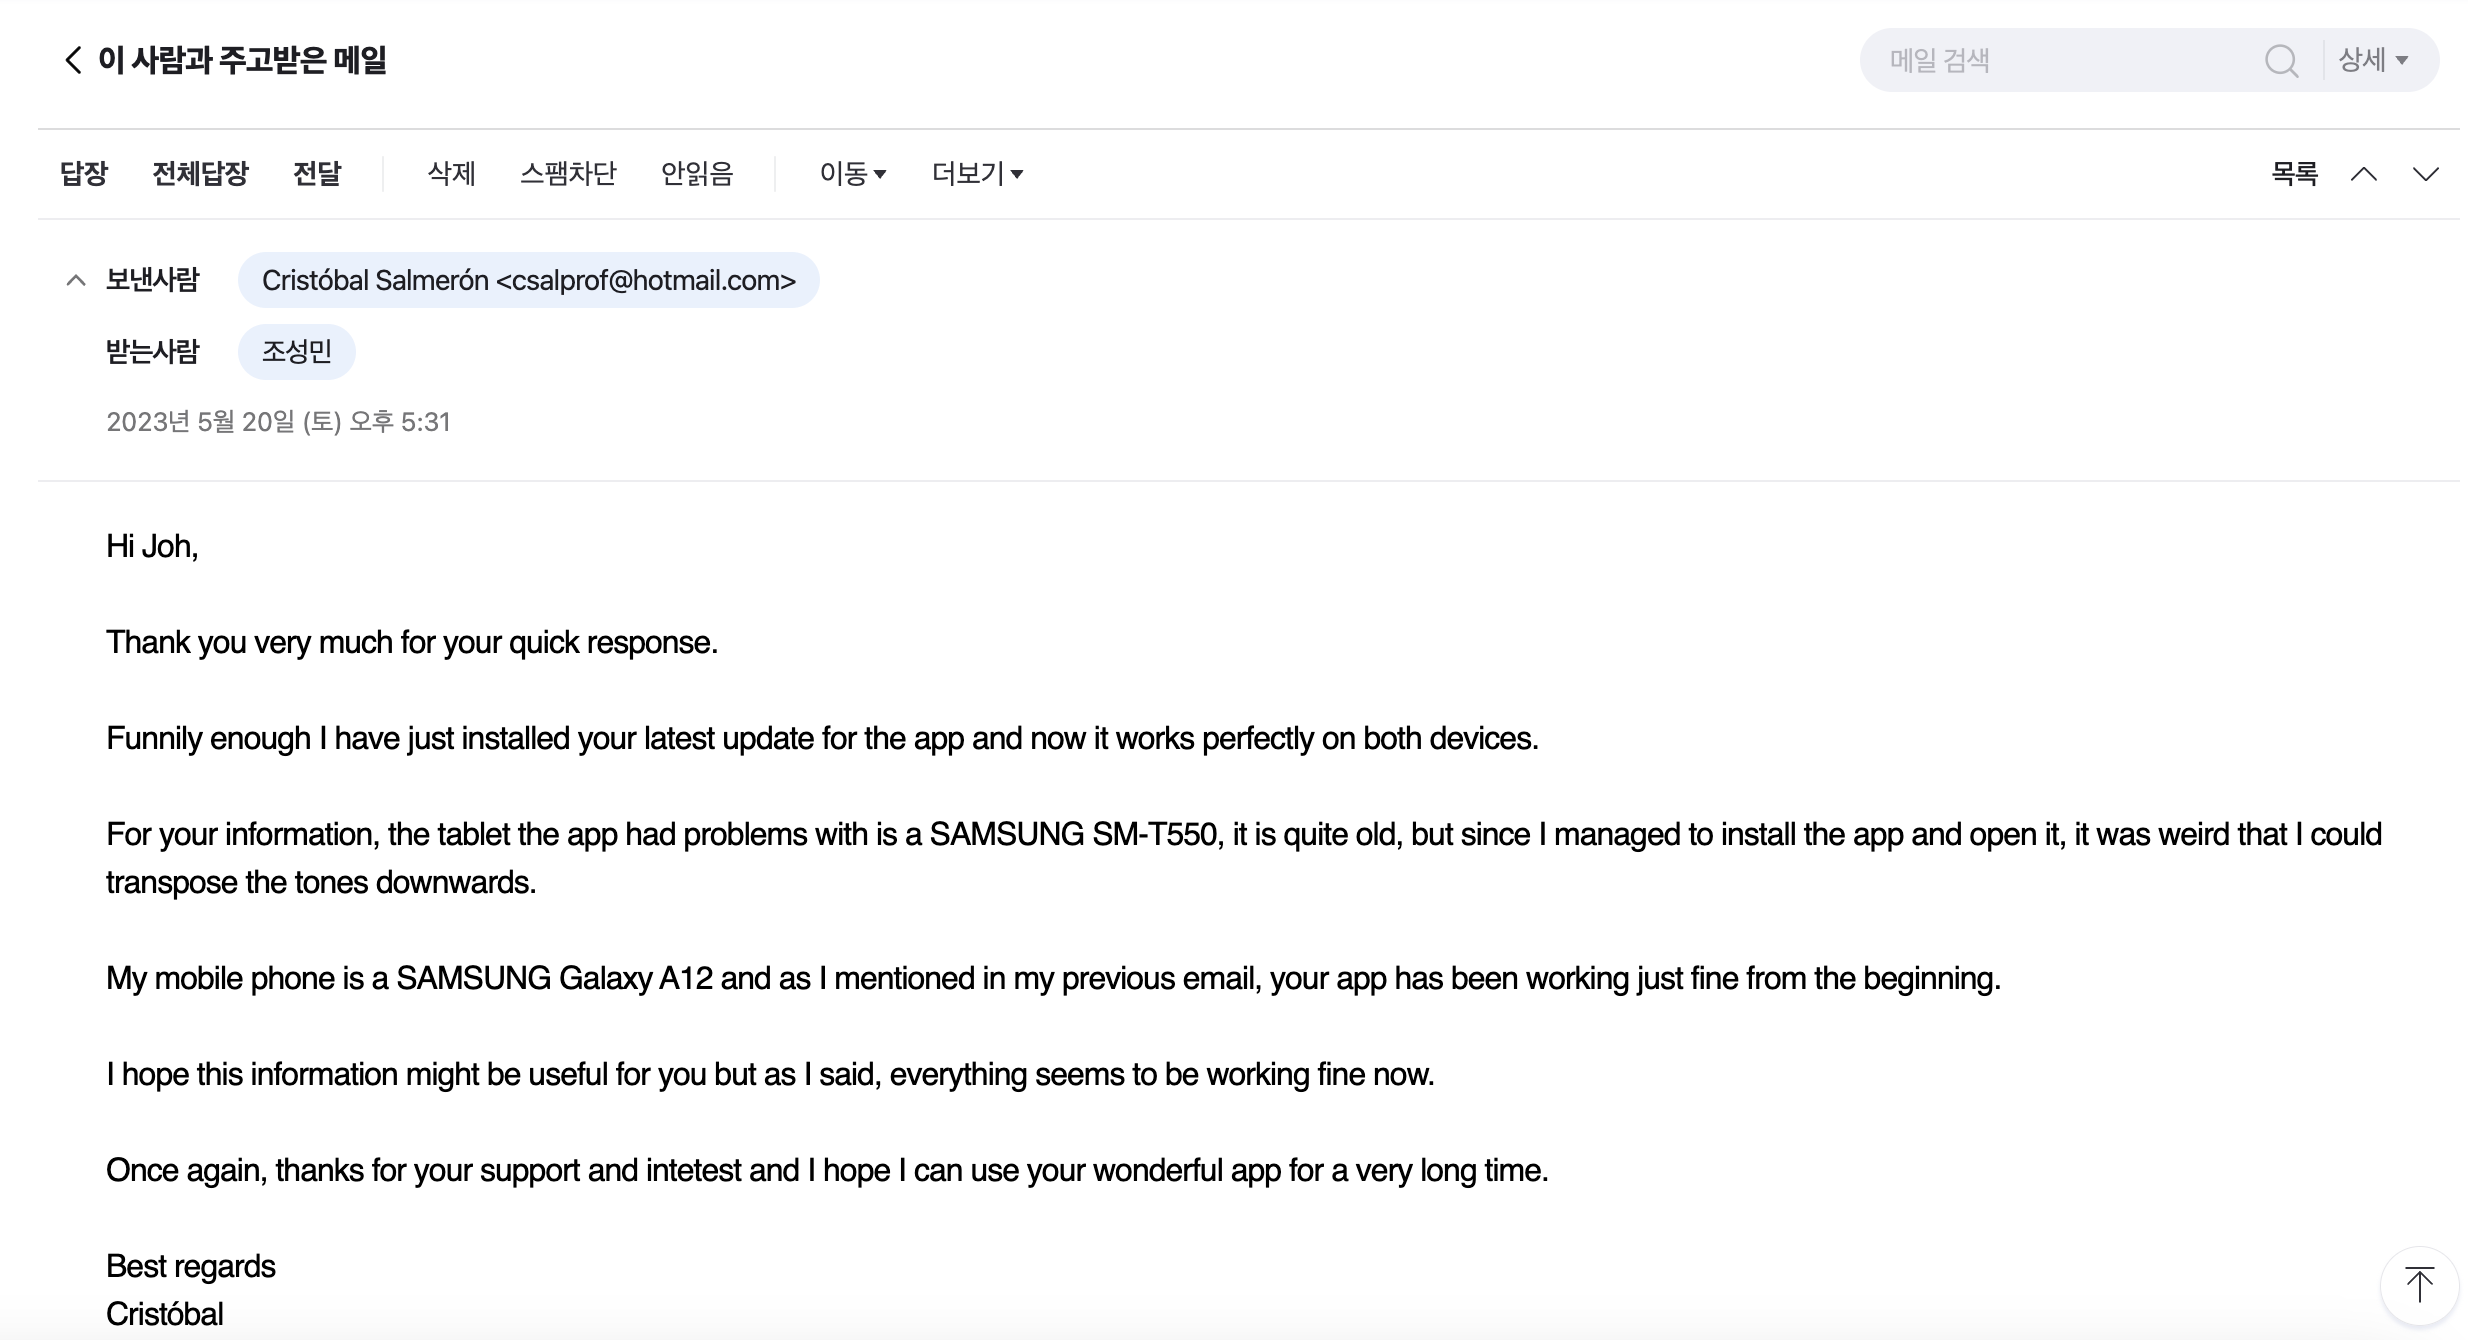 이 사람과 주고받은 메일
메일 검색
상세
답장 전체답장 전달 삭제 스팸차단 안읽음 이동 더보기 목록
보낸사람 Cristóbal Salmerón <csalprof@hotmail.com>
받는사람 조성민
2023년 5월 20일 (토) 오후 5:31
Hi Joh,
Thank you very much for your quick response.
Funnily enough I have just installed your latest update for the app and now it works perfectly on both devices.
For your information, the tablet the app had problems with is a SAMSUNG SM-T550, it is quite old, but since I managed to install the app and open it, it was weird that I could
transpose the tones downwards.
My mobile phone is a SAMSUNG Galaxy A12 and as I mentioned in my previous email, your app has been working just fine from the beginning.
I hope this information might be useful for you but as I said, everything seems to be working fine now.
Once again, thanks for your support and intetest and I hope I can use your wonderful app for a very long time.
Best regards
Cristóbal